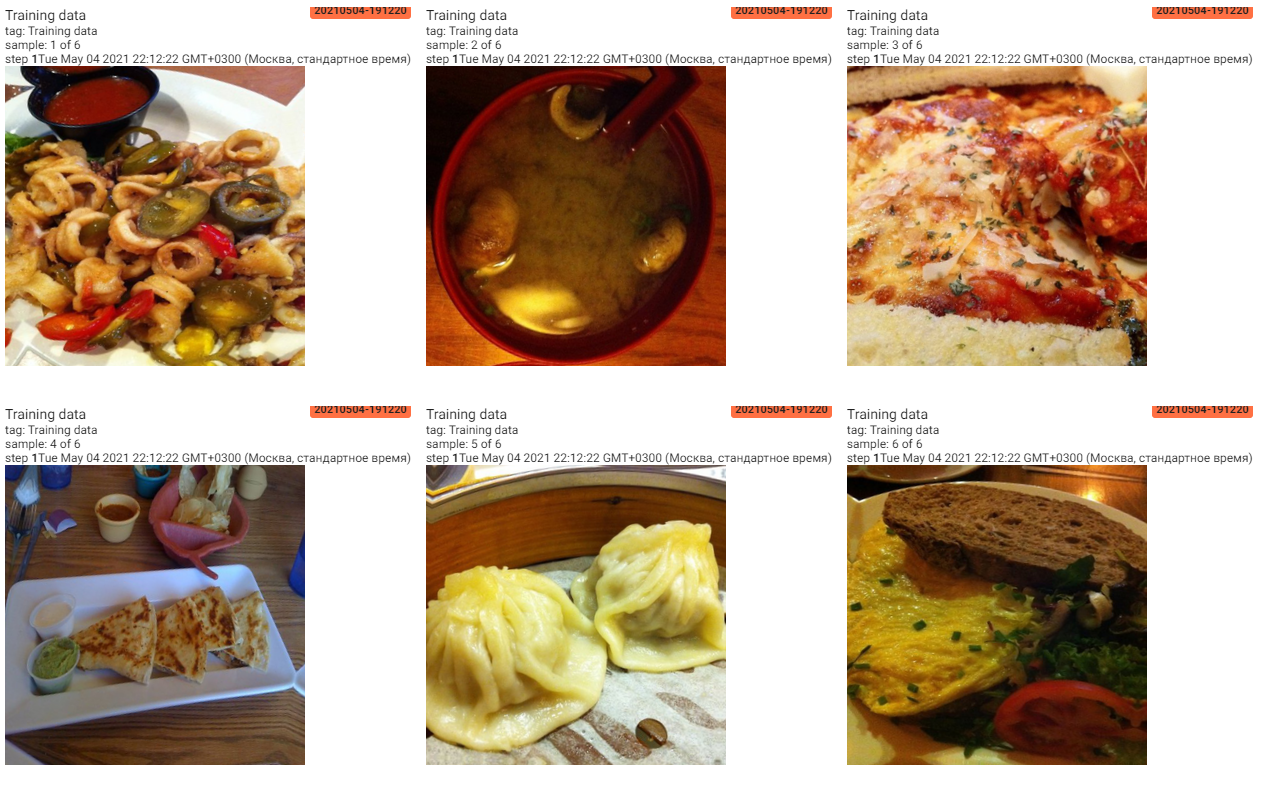 Training data
20210504-191220
tag: Training data
sample: 1 of 6
step 1Tue May 04 2021 22:12:22 GMT+0300 (Москва, стандартное время)
Training data
20210504-191220
tag: Training data
sample: 2 of 6
step 1Tue May 04 2021 22:12:22 GMT+0300 (Москва, стандартное время)
Training data
20210504-191220
tag: Training data
sample: 3 of 6
step 1Tue May 04 2021 22:12:22 GMT+0300 (Москва, стандартное время)
Training data
20210504-191220
tag: Training data
sample: 4 of 6
step 1Tue May 04 2021 22:12:22 GMT+0300 (Москва, стандартное время)
Training data
20210504-191220
tag: Training data
sample: 5 of 6
step 1Tue May 04 2021 22:12:22 GMT+0300 (Москва, стандартное время)
Training data
20210504-191220
tag: Training data
sample: 6 of 6
step 1Tue May 04 2021 22:12:22 GMT+0300 (Москва, стандартное время)